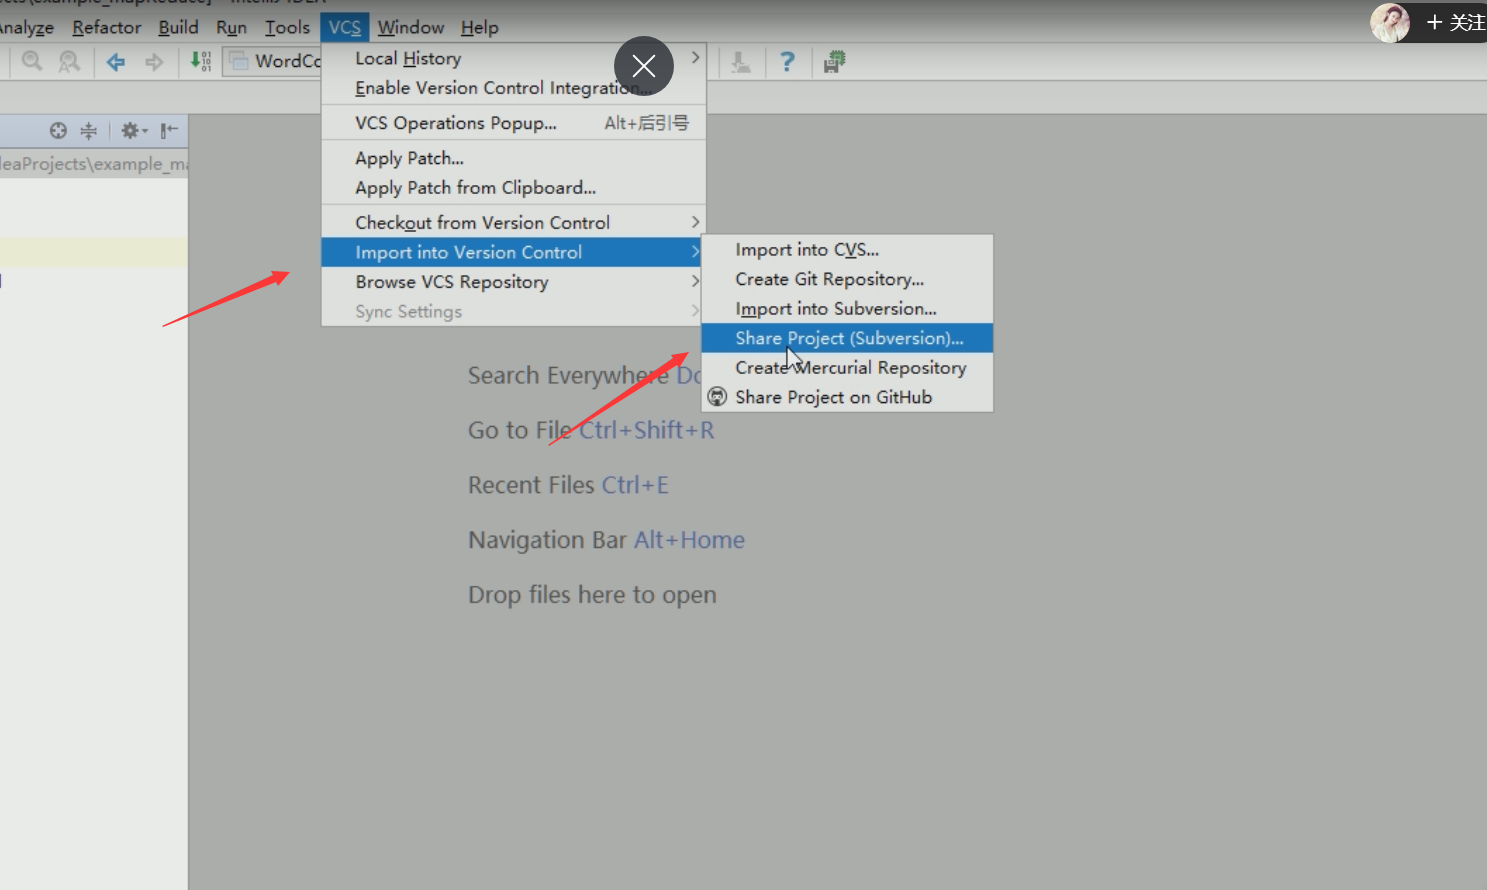 Analyze Refactor Build Run Tools VCS Window Help
+ 关注
WordCo
Local History
Enable Version Control Integration...
VCS Operations Popup... Alt+后引号
Apply Patch...
Apply Patch from Clipboard...
Checkout from Version Control
Import into Version Control
Browse VCS Repository
Sync Settings
Import into CVS...
Create Git Repository...
Import into Subversion...
Share Project (Subversion)...
Create Mercurial Repository
Share Project on GitHub
eaProjects\example_ma
Search Everywhere Do
Go to File Ctrl+Shift+R
Recent Files Ctrl+E
Navigation Bar Alt+Home
Drop files here to open